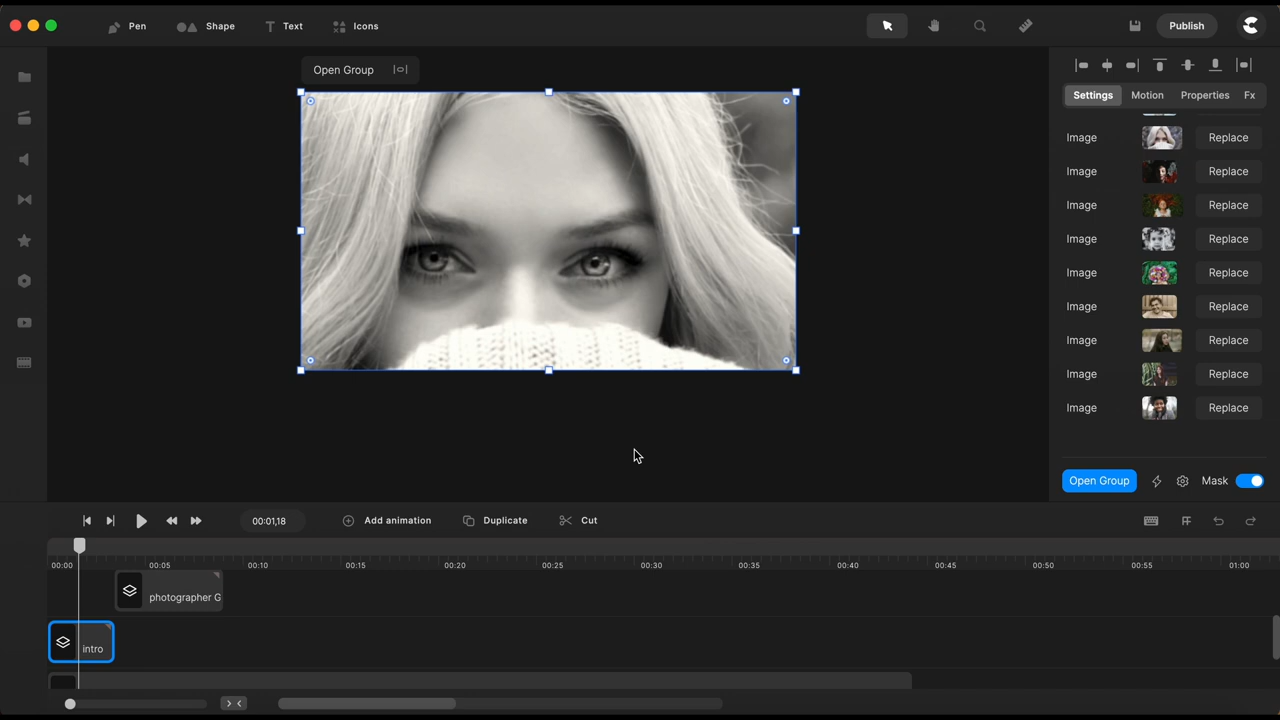 Pen Shape Text Icons Publish
Open Group
Settings Motion Properties Fx
Image Replace
Image Replace
Image Replace
Image Replace
Image Replace
Image Replace
Image Replace
Image Replace
Image Replace
Open Group Mask
00:01,18 Add animation Duplicate Cut
00:00 00:05 00:10 00:15 00:20 00:25 00:30 00:35 00:40 00:45 00:50 00:55 01:00
photographer G
intro